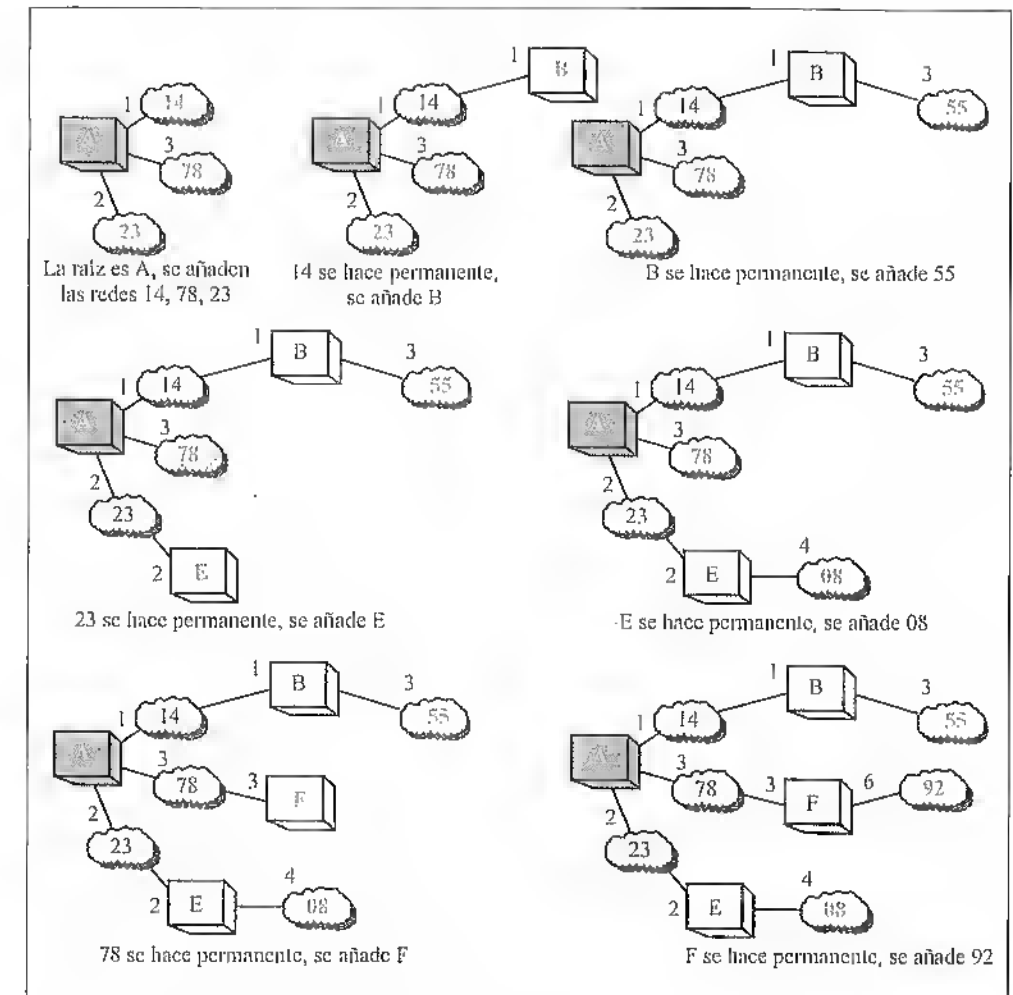 1
14
A
3
78
2
23
La raíz es A, se añaden
las redes 14, 78, 23
1
B
1
14
A
3
78
2
23
14 se hace permanente,
se añade B
1
B
3
55
1
14
A
3
78
2
23
B se hace permanente, se añade 55
1
B
3
55
1
14
A
3
78
2
23
2
E
23 se hace permanente, se añade E
1
B
3
55
1
14
A
3
78
2
23
2
E
4
08
E se hace permanente, se añade 08
1
B
3
55
1
14
A
3
78
3
F
2
23
2
E
4
08
78 se hace permanente, se añade F
1
B
3
55
1
14
A
3
78
3
F
6
92
2
23
2
E
4
08
F se hace permanente, se añade 92